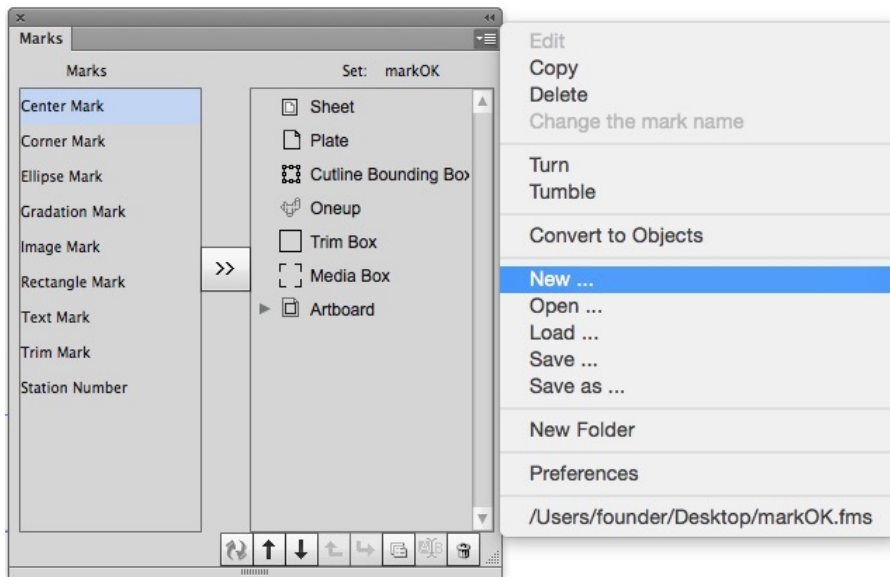 Marks
Marks
Set: markOK
Center Mark
Corner Mark
Ellipse Mark
Gradation Mark
Image Mark
Rectangle Mark
Text Mark
Trim Mark
Station Number
>>
Sheet
Plate
Cutline Bounding Box
Oneup
Trim Box
Media Box
Artboard
Edit
Copy
Delete
Change the mark name
Turn
Tumble
Convert to Objects
New ...
Open ...
Load ...
Save ...
Save as ...
New Folder
Preferences
/Users/founder/Desktop/markOK.fms